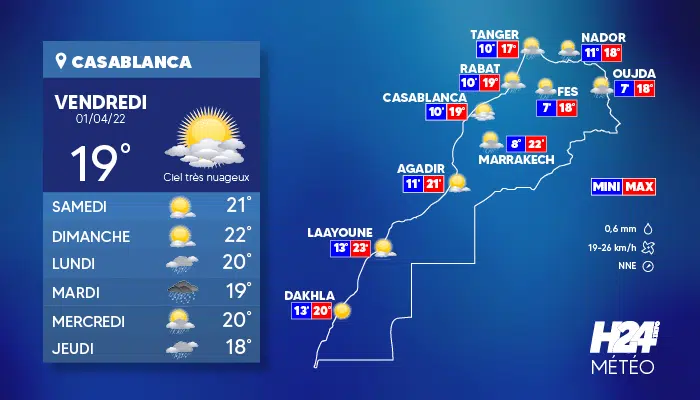 CASABLANCA
VENDREDI
01/04/22
19°
Ciel très nuageux
SAMEDI 21°
DIMANCHE 22°
LUNDI 20°
MARDI 19°
MERCREDI 20°
JEUDI 18°
TANGER
10° 17°
NADOR
11° 18°
RABAT
10° 19°
OUJDA
7° 18°
FES
7° 18°
CASABLANCA
10° 19°
8° 22°
MARRAKECH
AGADIR
11° 21°
MINI MAX
LAAYOUNE
13° 23°
0,6 mm
19-26 km/h
NNE
DAKHLA
13° 20°
H24
MÉTÉO